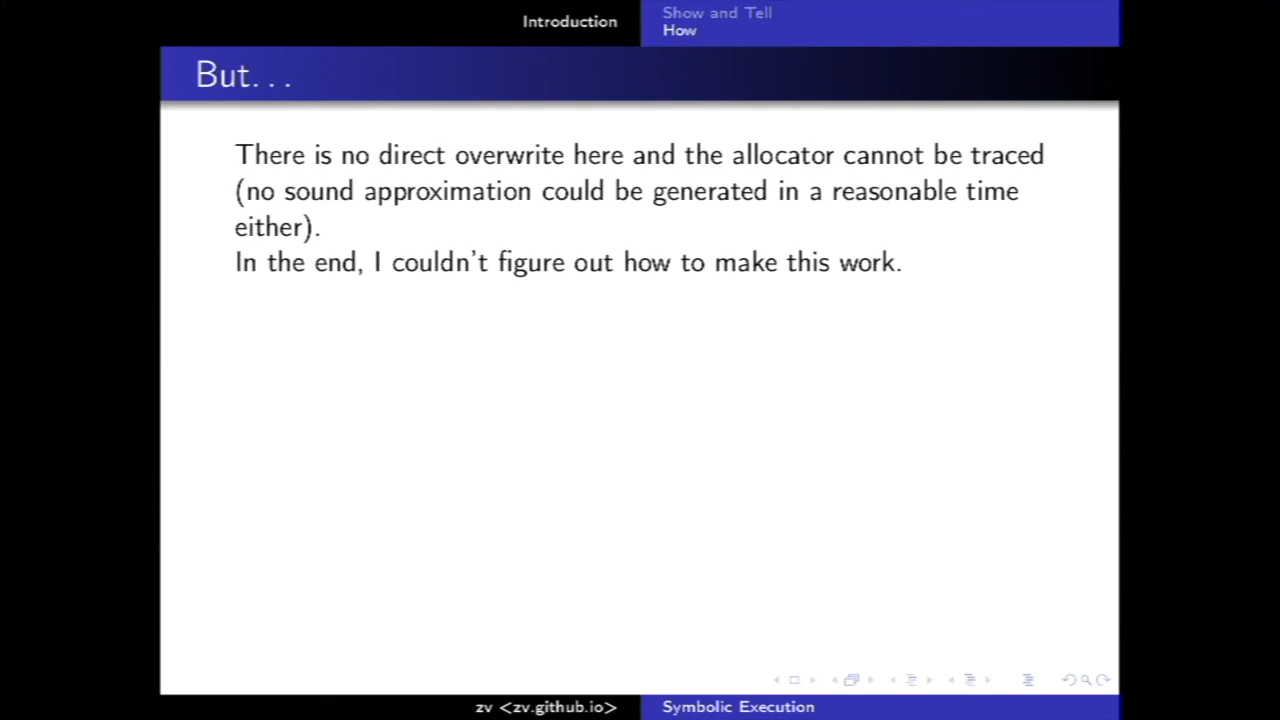 Introduction
Show and Tell
How
But...
There is no direct overwrite here and the allocator cannot be traced
(no sound approximation could be generated in a reasonable time
either).
In the end, I couldn't figure out how to make this work.
zv <zv.github.io>
Symbolic Execution